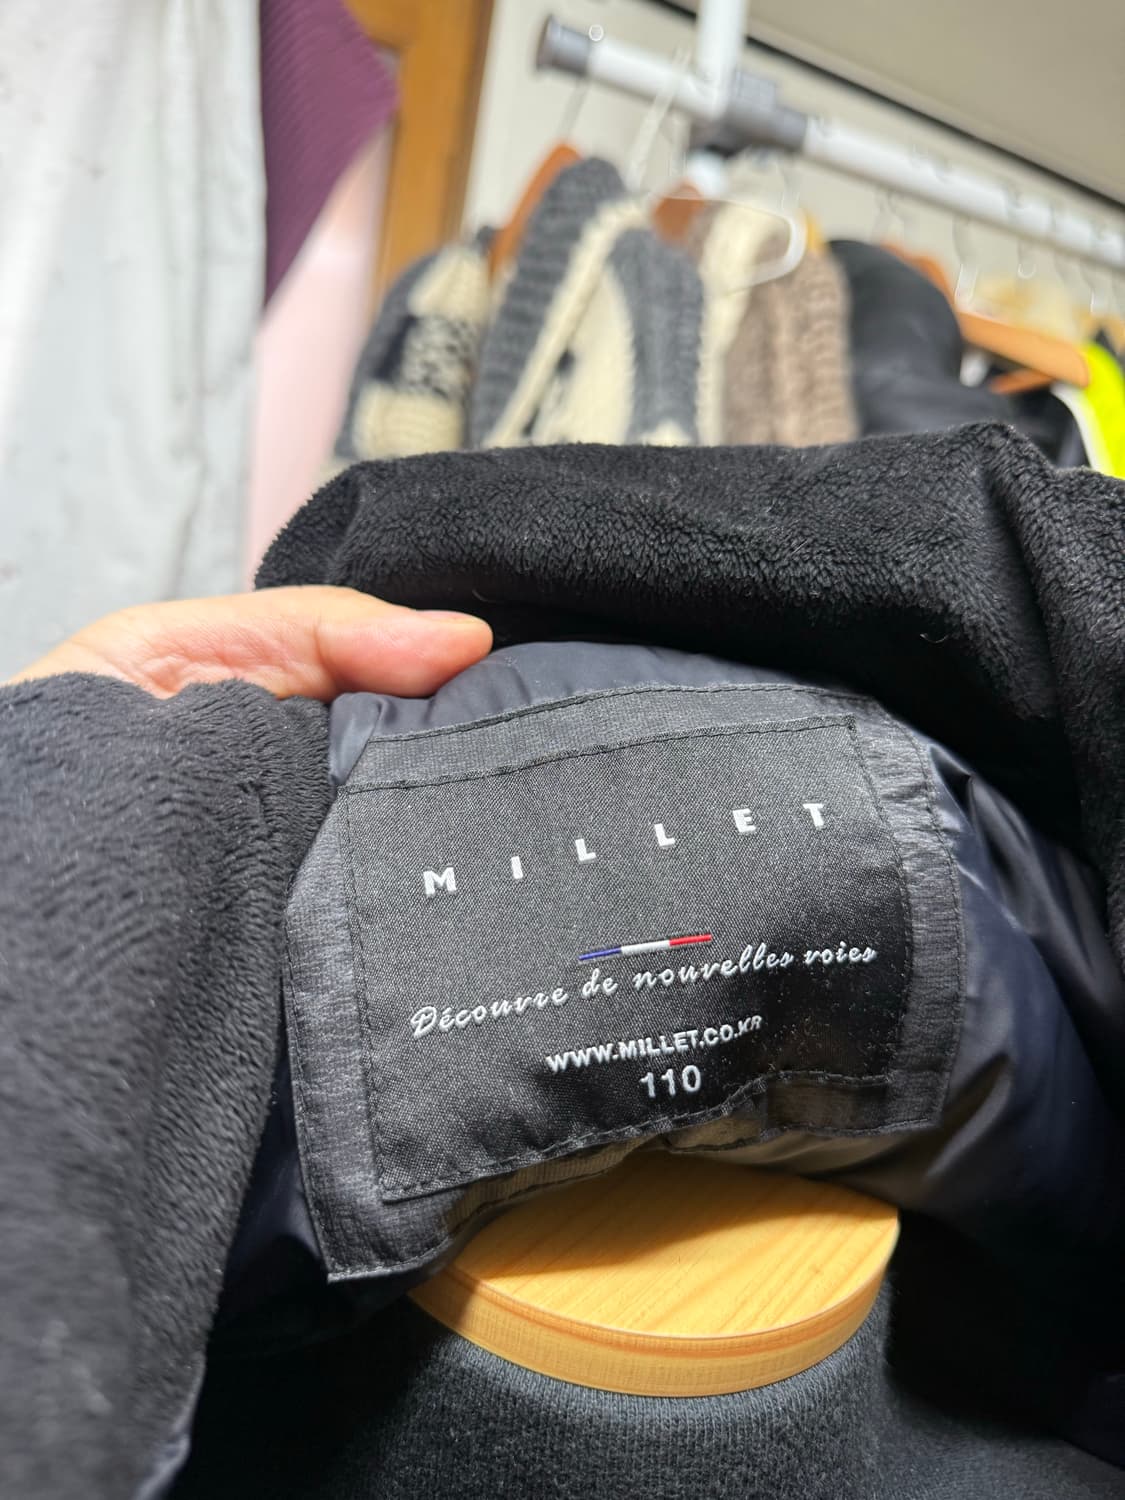 MILLET
Découvre de nouvelles voies
WWW.MILLET.CO.KR
110